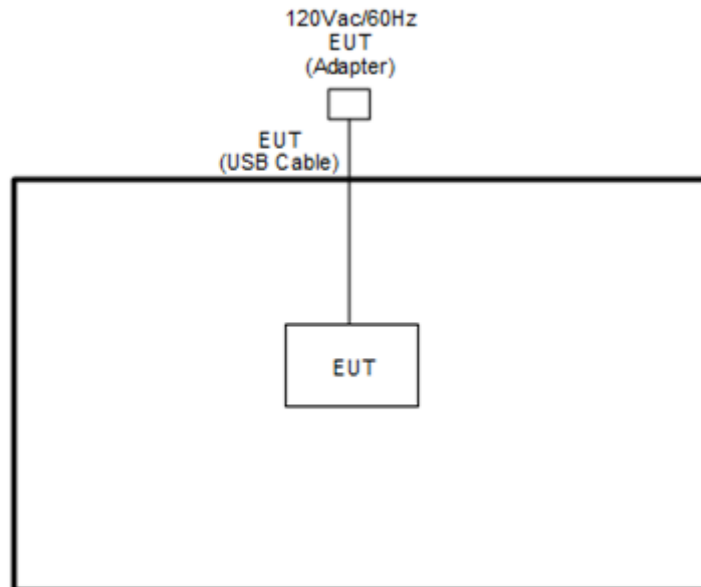 120Vac/60Hz
EUT
(Adapter)
EUT
(USB Cable)
EUT